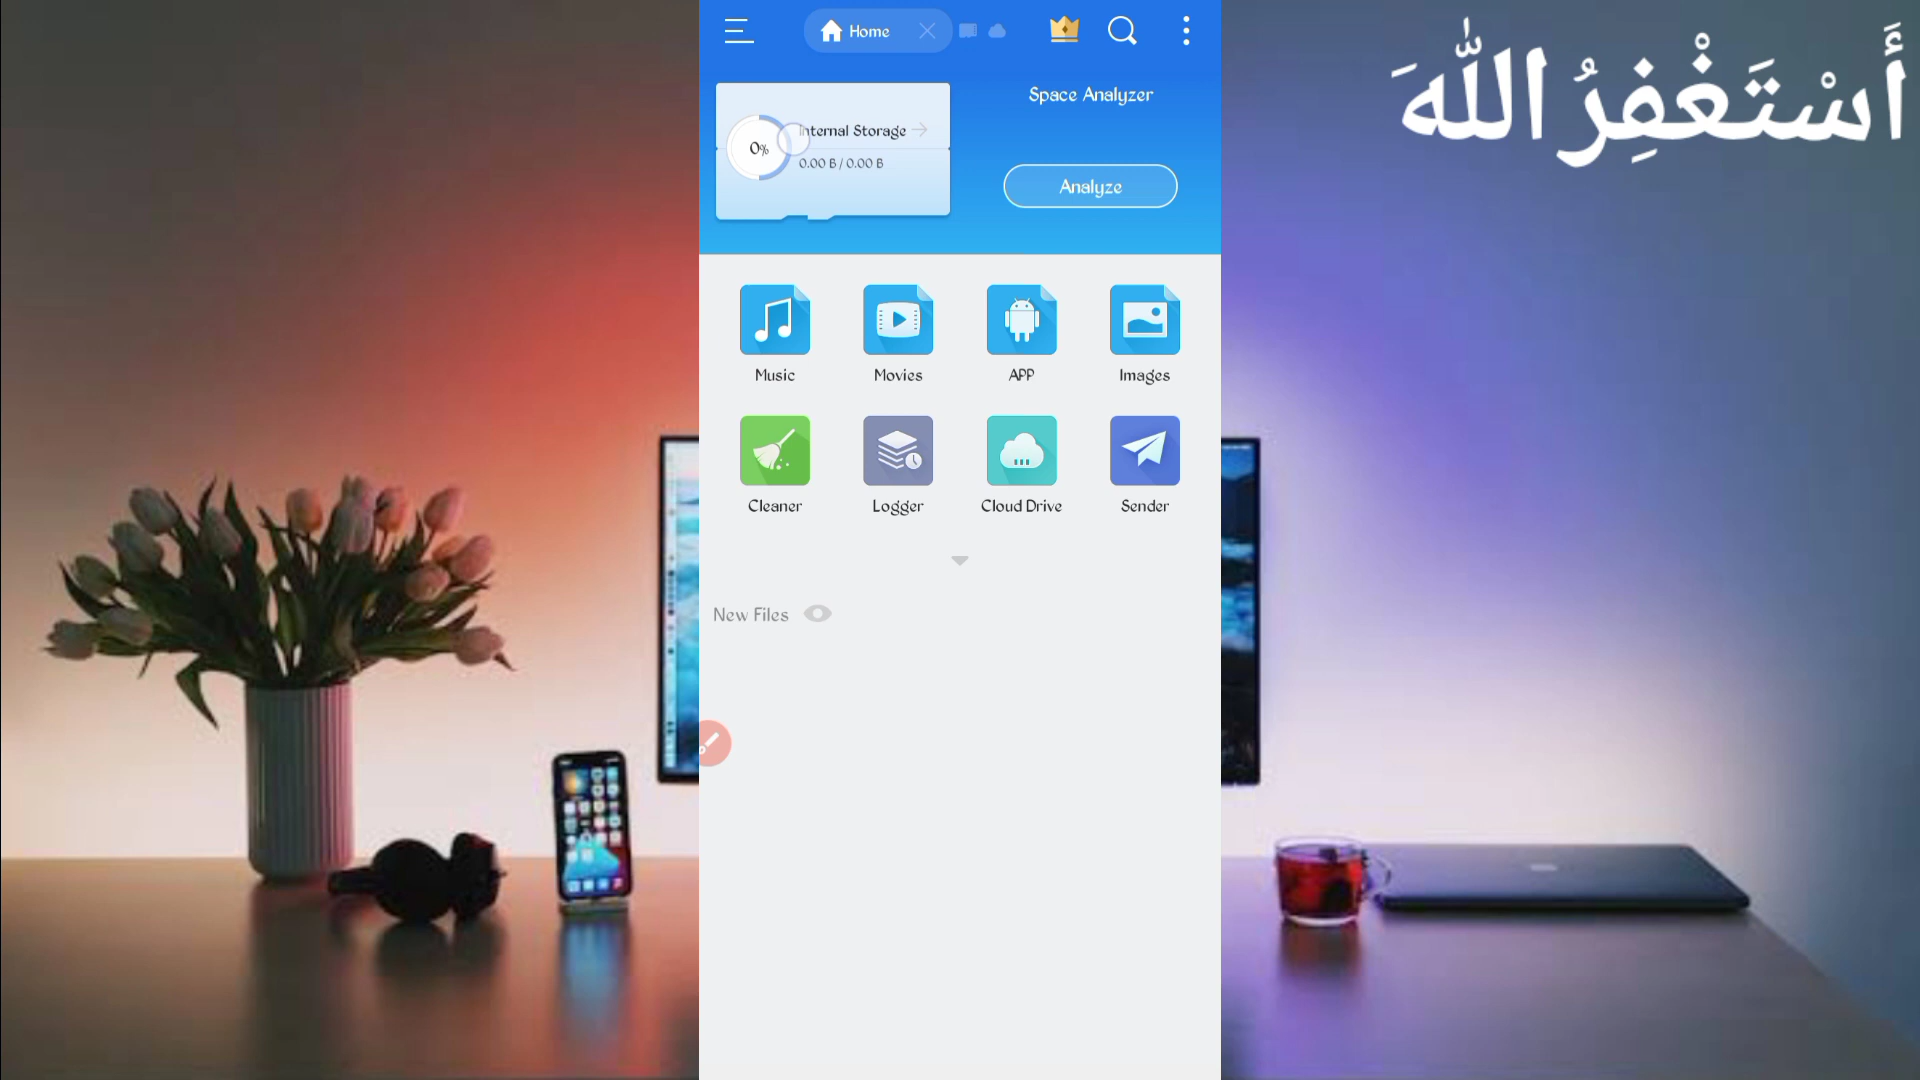 Home
أَسْتَغْفِرُ اللّٰهَ
Space Analyzer
Internal Storage
0%
0.00 B / 0.00 B
Analyze
Music
Movies
APP
Images
Cleaner
Logger
Cloud Drive
Sender
New Files